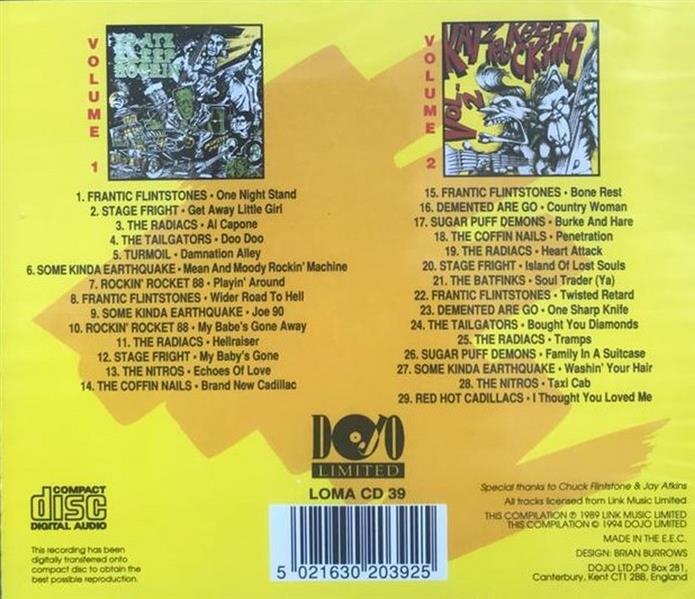 VOLUME 1
KATZ
KEEP
ROCKIN'
1. FRANTIC FLINTSTONES • One Night Stand
2. STAGE FRIGHT • Get Away Little Girl
3. THE RADIACS • Al Capone
4. THE TAILGATORS • Doo Doo
5. TURMOIL • Damnation Alley
6. SOME KINDA EARTHQUAKE • Mean And Moody Rockin' Machine
7. ROCKIN' ROCKET 88 • Playin' Around
8. FRANTIC FLINTSTONES • Wider Road To Hell
9. SOME KINDA EARTHQUAKE • Joe 90
10. ROCKIN' ROCKET 88 • My Babe's Gone Away
11. THE RADIACS • Hellraiser
12. STAGE FRIGHT • My Baby's Gone
13. THE NITROS • Echoes Of Love
14. THE COFFIN NAILS • Brand New Cadillac
VOLUME 2
KATZ KEEP
ROCKING
VOL.
2
15. FRANTIC FLINTSTONES • Bone Rest
16. DEMENTED ARE GO • Country Woman
17. SUGAR PUFF DEMONS • Burke And Hare
18. THE COFFIN NAILS • Penetration
19. THE RADIACS • Heart Attack
20. STAGE FRIGHT • Island Of Lost Souls
21. THE BATFINKS • Soul Trader (Ya)
22. FRANTIC FLINTSTONES • Twisted Retard
23. DEMENTED ARE GO • One Sharp Knife
24. THE TAILGATORS • Bought You Diamonds
25. THE RADIACS • Tramps
26. SUGAR PUFF DEMONS • Family In A Suitcase
27. SOME KINDA EARTHQUAKE • Washin' Your Hair
28. THE NITROS • Taxi Cab
29. RED HOT CADILLACS • I Thought You Loved Me
DOJO
LIMITED
LOMA CD 39
5 021630 203925
COMPACT
disc
DIGITAL AUDIO
This recording has been
digitally transferred onto
compact disc to obtain the
best possible reproduction.
Special thanks to Chuck Flintstone & Jay Atkins
All tracks licensed from Link Music Limited
THIS COMPILATION ℗ 1989 LINK MUSIC LIMITED
THIS COMPILATION © 1994 DOJO LIMITED
MADE IN THE E.E.C.
DESIGN: BRIAN BURROWS
DOJO LTD,PO Box 281,
Canterbury, Kent CT1 2BB, England